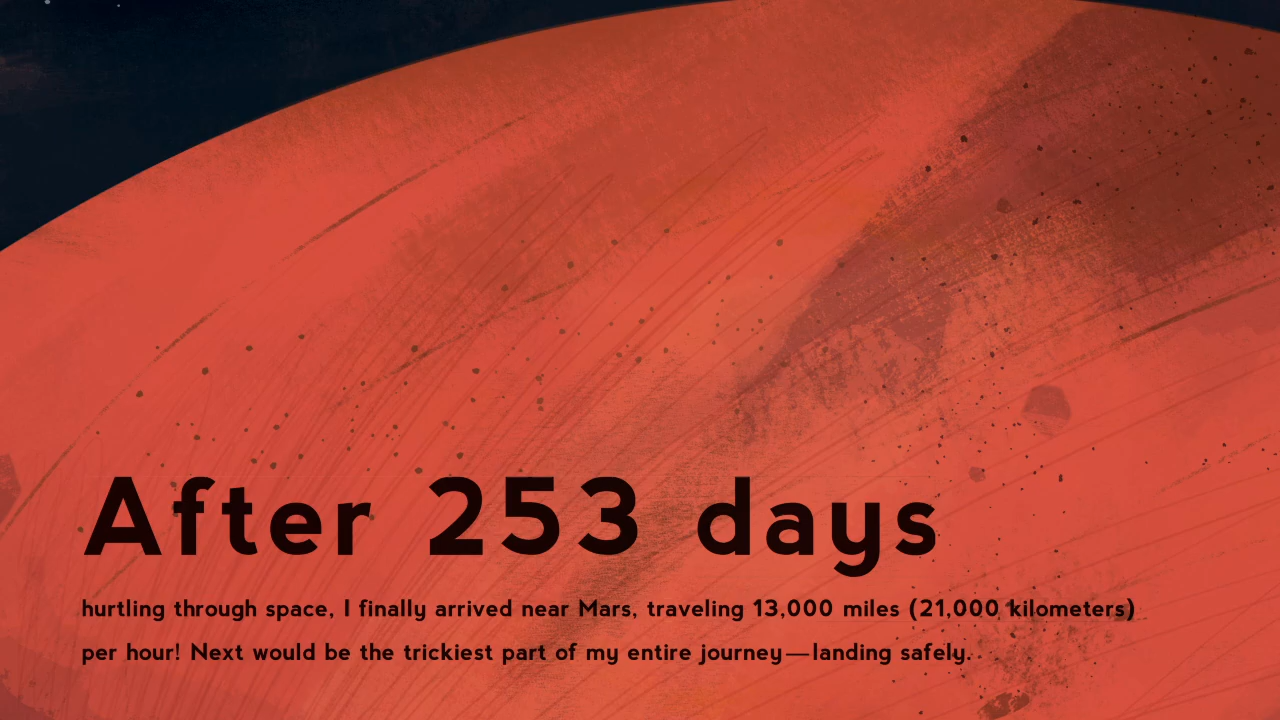 After 253 days
hurtling through space, I finally arrived near Mars, traveling 13,000 miles (21,000 kilometers)
per hour! Next would be the trickiest part of my entire journey—landing safely.